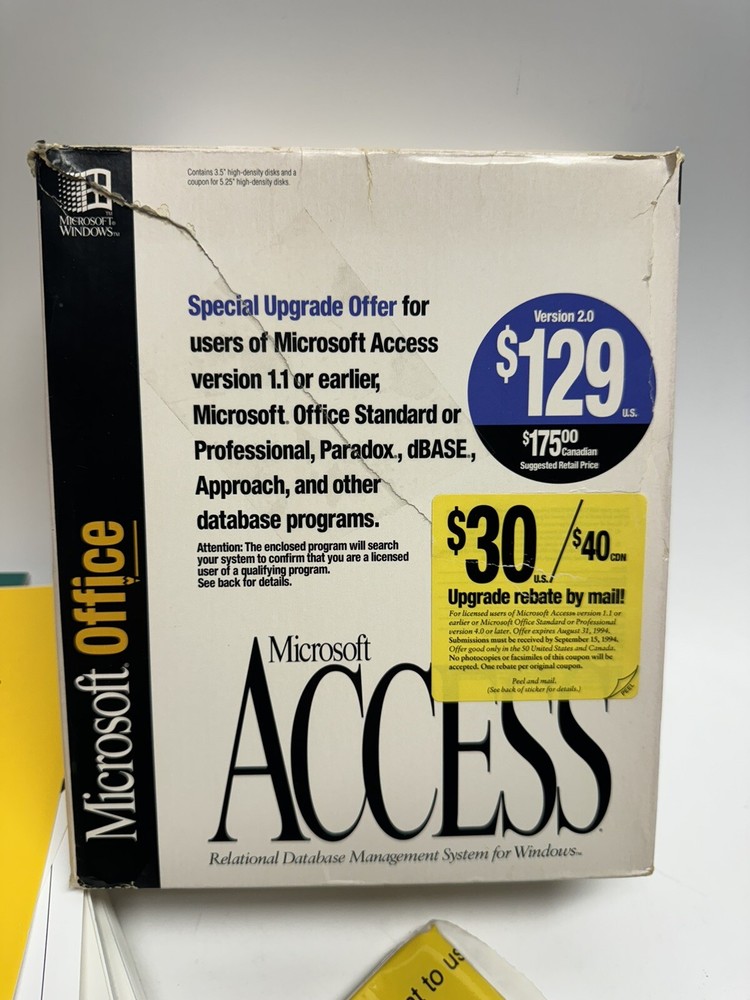 Contains 3.5" high-density disks and a
coupon for 5.25" high-density disks.
MICROSOFT®
WINDOWS™
Special Upgrade Offer for
users of Microsoft Access
version 1.1 or earlier,
Microsoft® Office Standard or
Professional, Paradox®, dBASE®,
Approach, and other
database programs.
Attention: The enclosed program will search
your system to confirm that you are a licensed
user of a qualifying program.
See back for details.
Version 2.0
$129 U.S.
$175.00 Canadian
Suggested Retail Price
$30 U.S./$40 CDN
Upgrade rebate by mail!
For licensed users of Microsoft Access version 1.1 or
earlier or Microsoft Office Standard or Professional
version 4.0 or later. Offer expires August 31, 1994.
Submissions must be received by September 15, 1994.
Offer good only in the 50 United States and Canada.
No photocopies or facsimiles of this coupon will be
accepted. One rebate per original coupon.
Peel and mail.
(See back of sticker for details.)
PEEL
Microsoft Office
Microsoft
ACCESS®
Relational Database Management System for Windows™
t to us